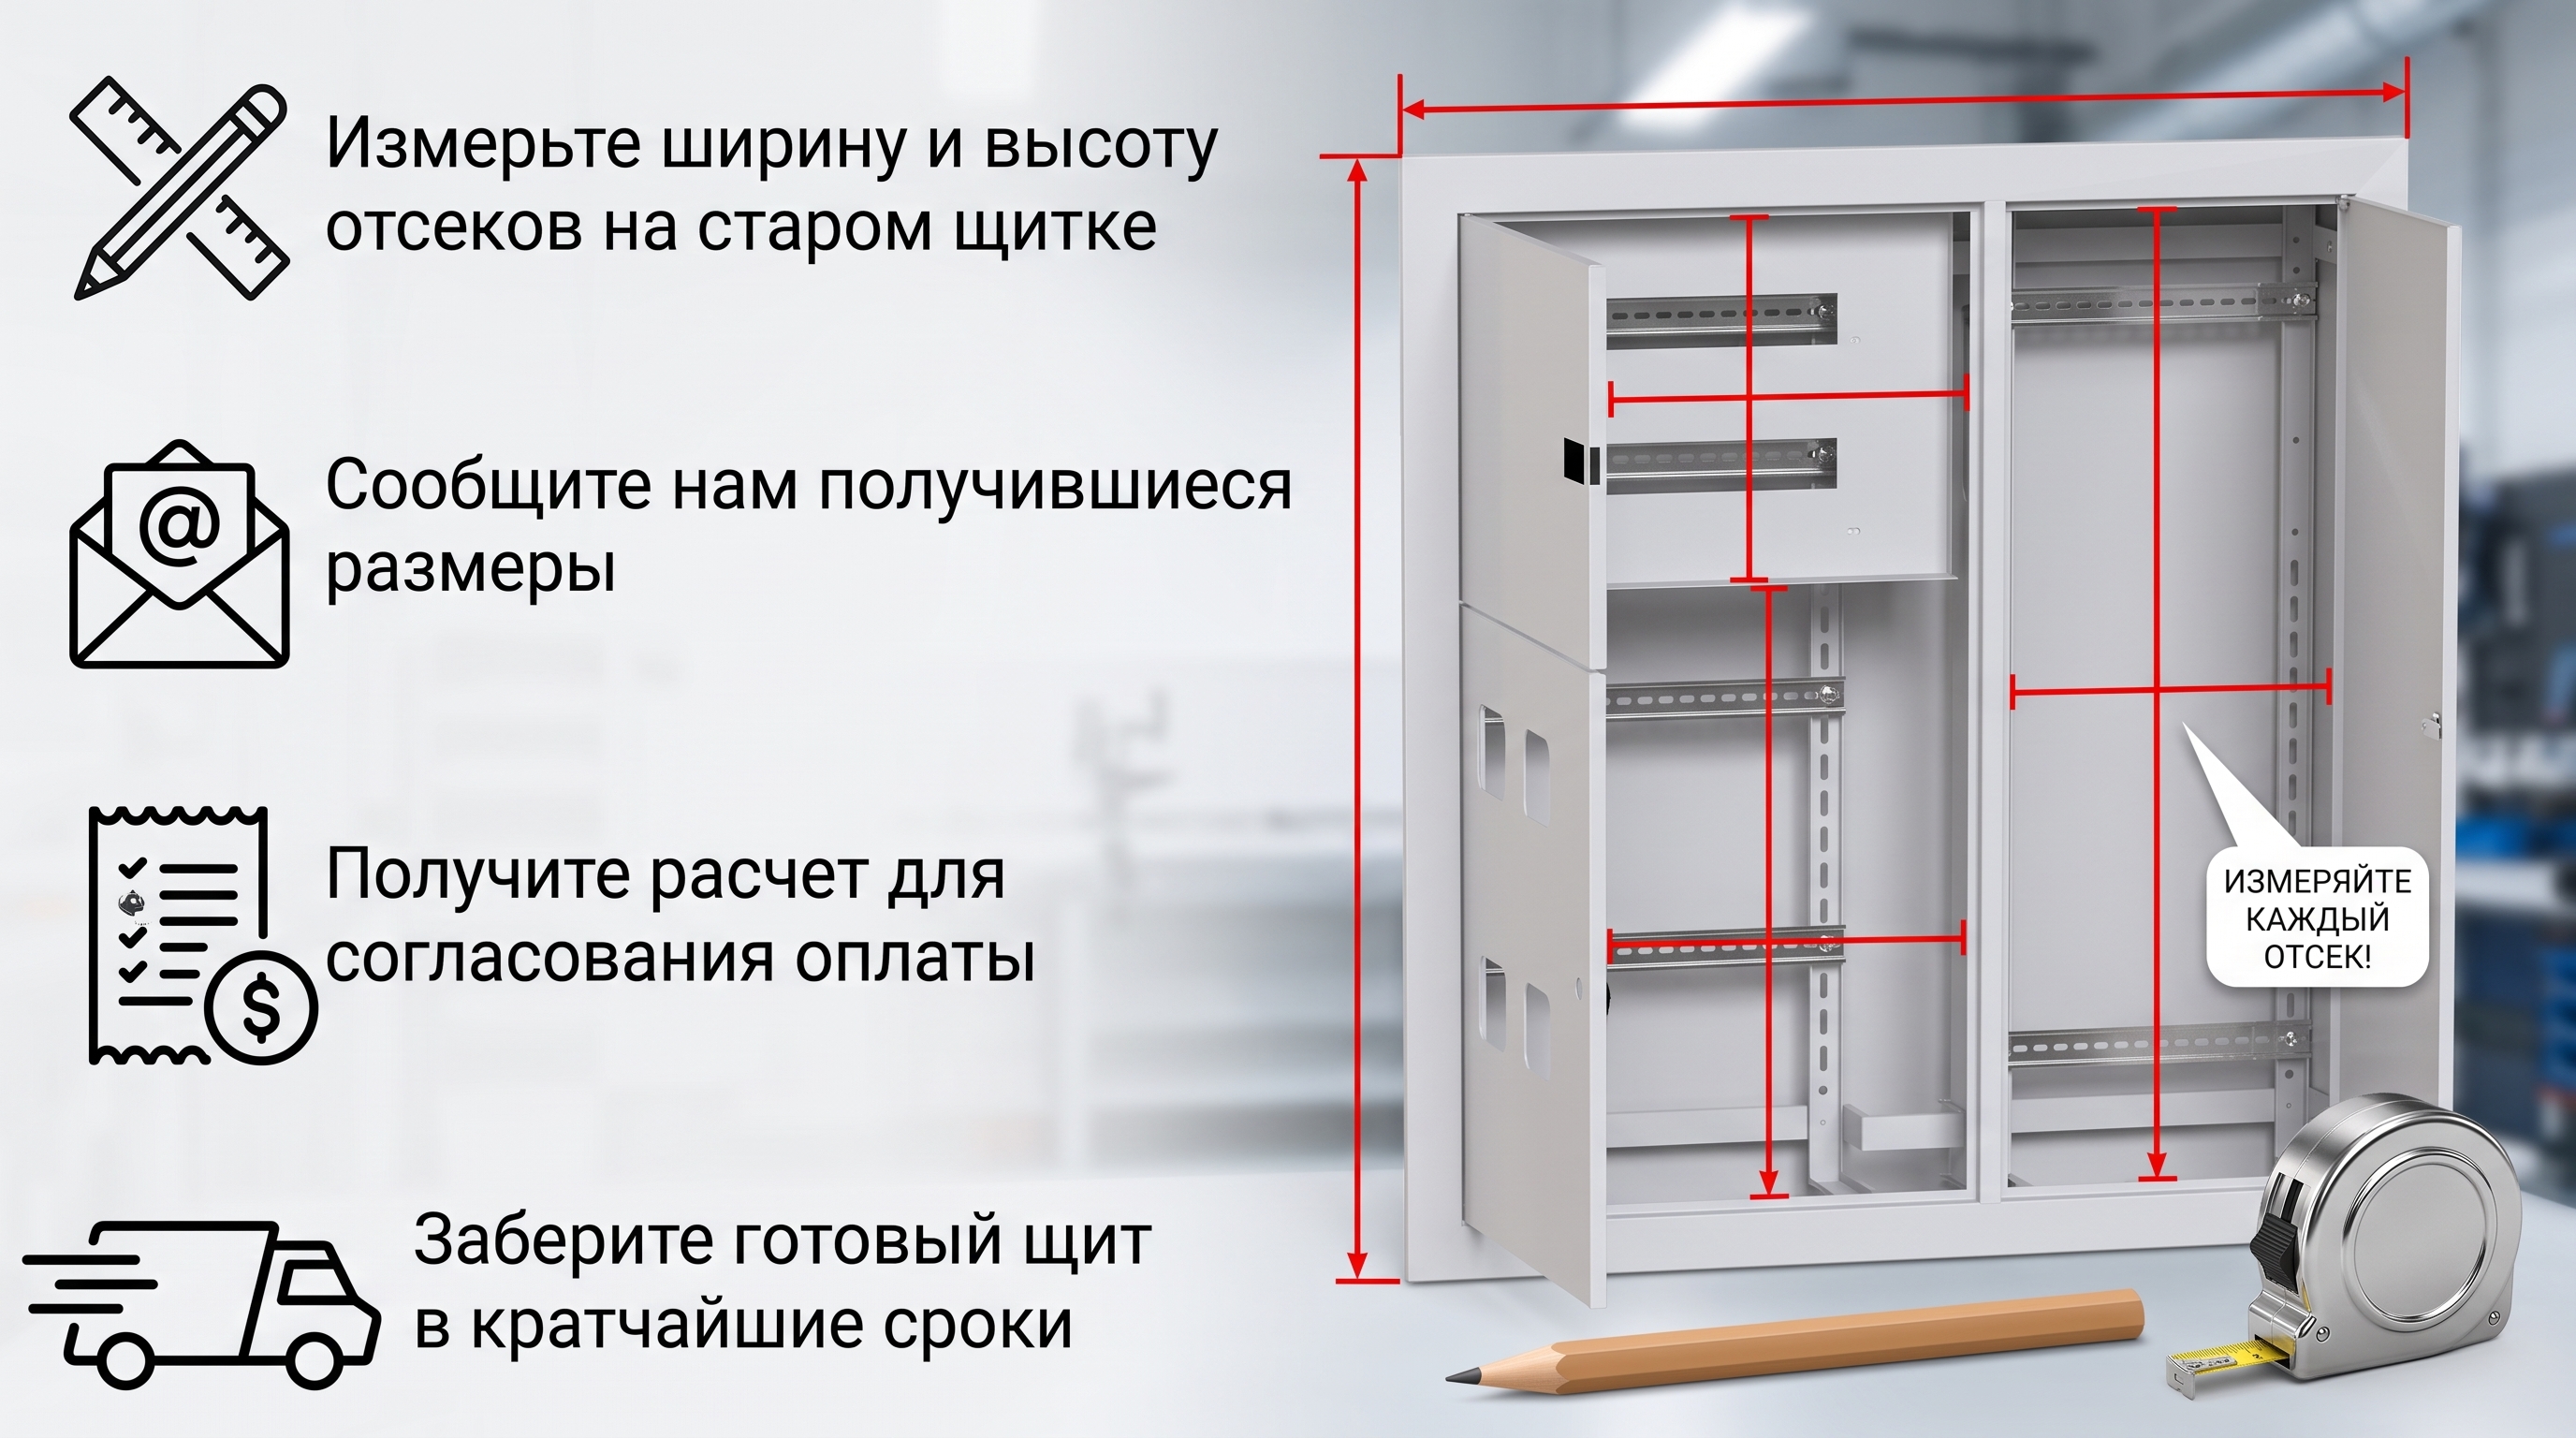 Измерьте ширину и высоту
отсеков на старом щитке
@
Сообщите нам получившиеся
размеры
Получите расчет для
согласования оплаты
$
Заберите готовый щит
в кратчайшие сроки
ИЗМЕРЯЙТЕ
КАЖДЫЙ
ОТСЕК!